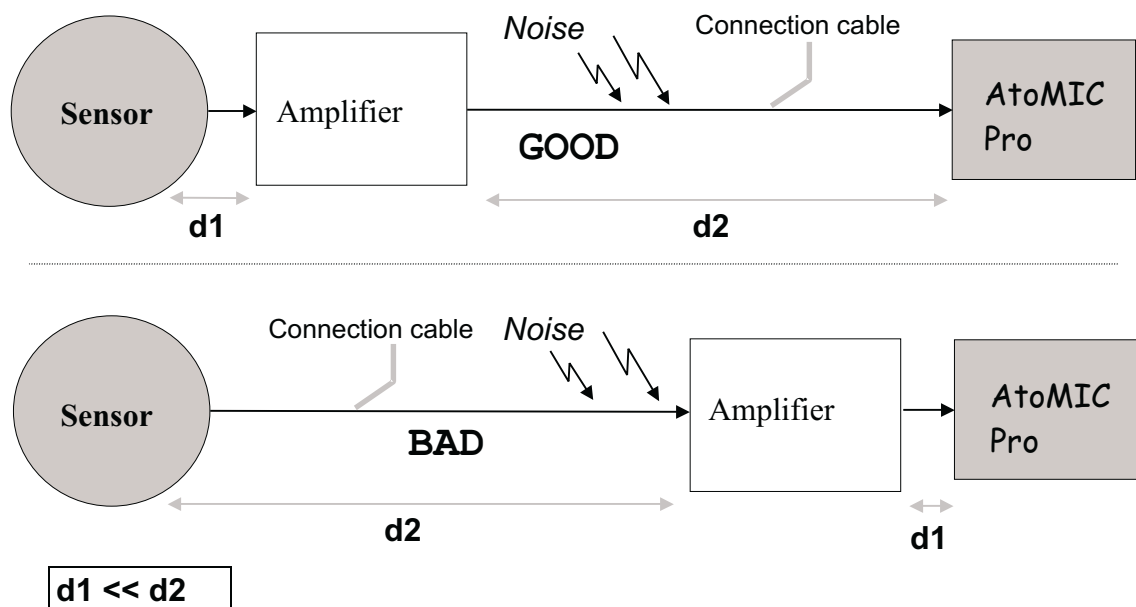 Noise
Connection cable
Sensor
Amplifier
AtoMIC
Pro
GOOD
d1
d2
Connection cable
Noise
Sensor
Amplifier
AtoMIC
Pro
BAD
d2
d1
d1 << d2